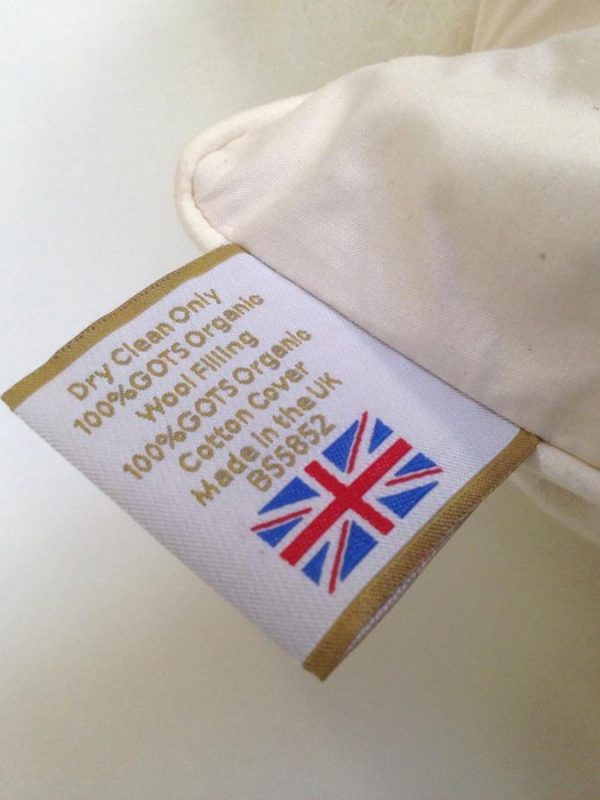 Dry Clean Only
100%GOTS Organic
Wool Filling
100%GOTS Organic
Cotton Cover
Made in the UK
BS5852